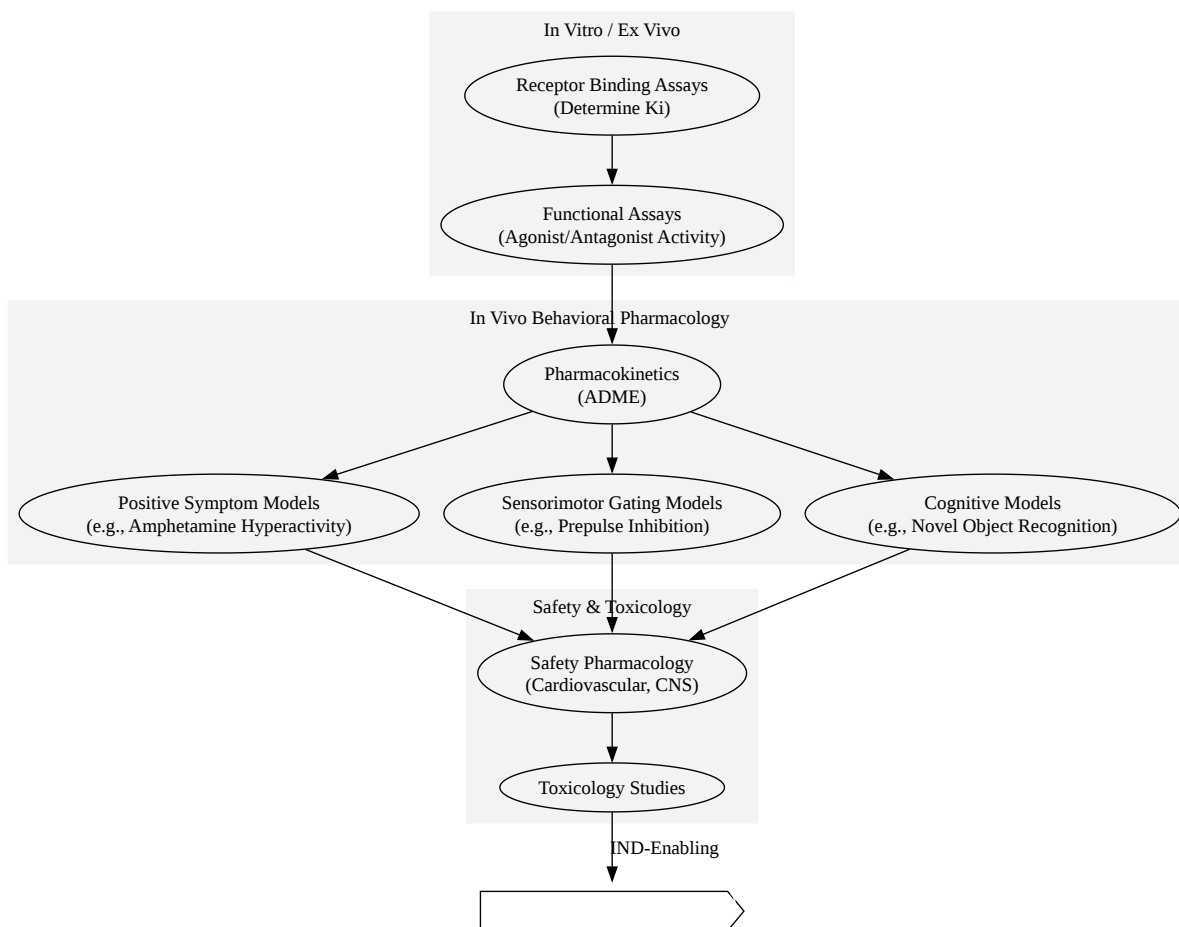 In Vitro / Ex Vivo
Receptor Binding Assays
(Determine Ki)
Functional Assays
(Agonist/Antagonist Activity)
In Vivo Behavioral Pharmacology
Pharmacokinetics
(ADME)
Positive Symptom Models
(e.g., Amphetamine Hyperactivity)
Sensorimotor Gating Models
(e.g., Prepulse Inhibition)
Cognitive Models
(e.g., Novel Object Recognition)
Safety & Toxicology
Safety Pharmacology
(Cardiovascular, CNS)
Toxicology Studies
IND-Enabling